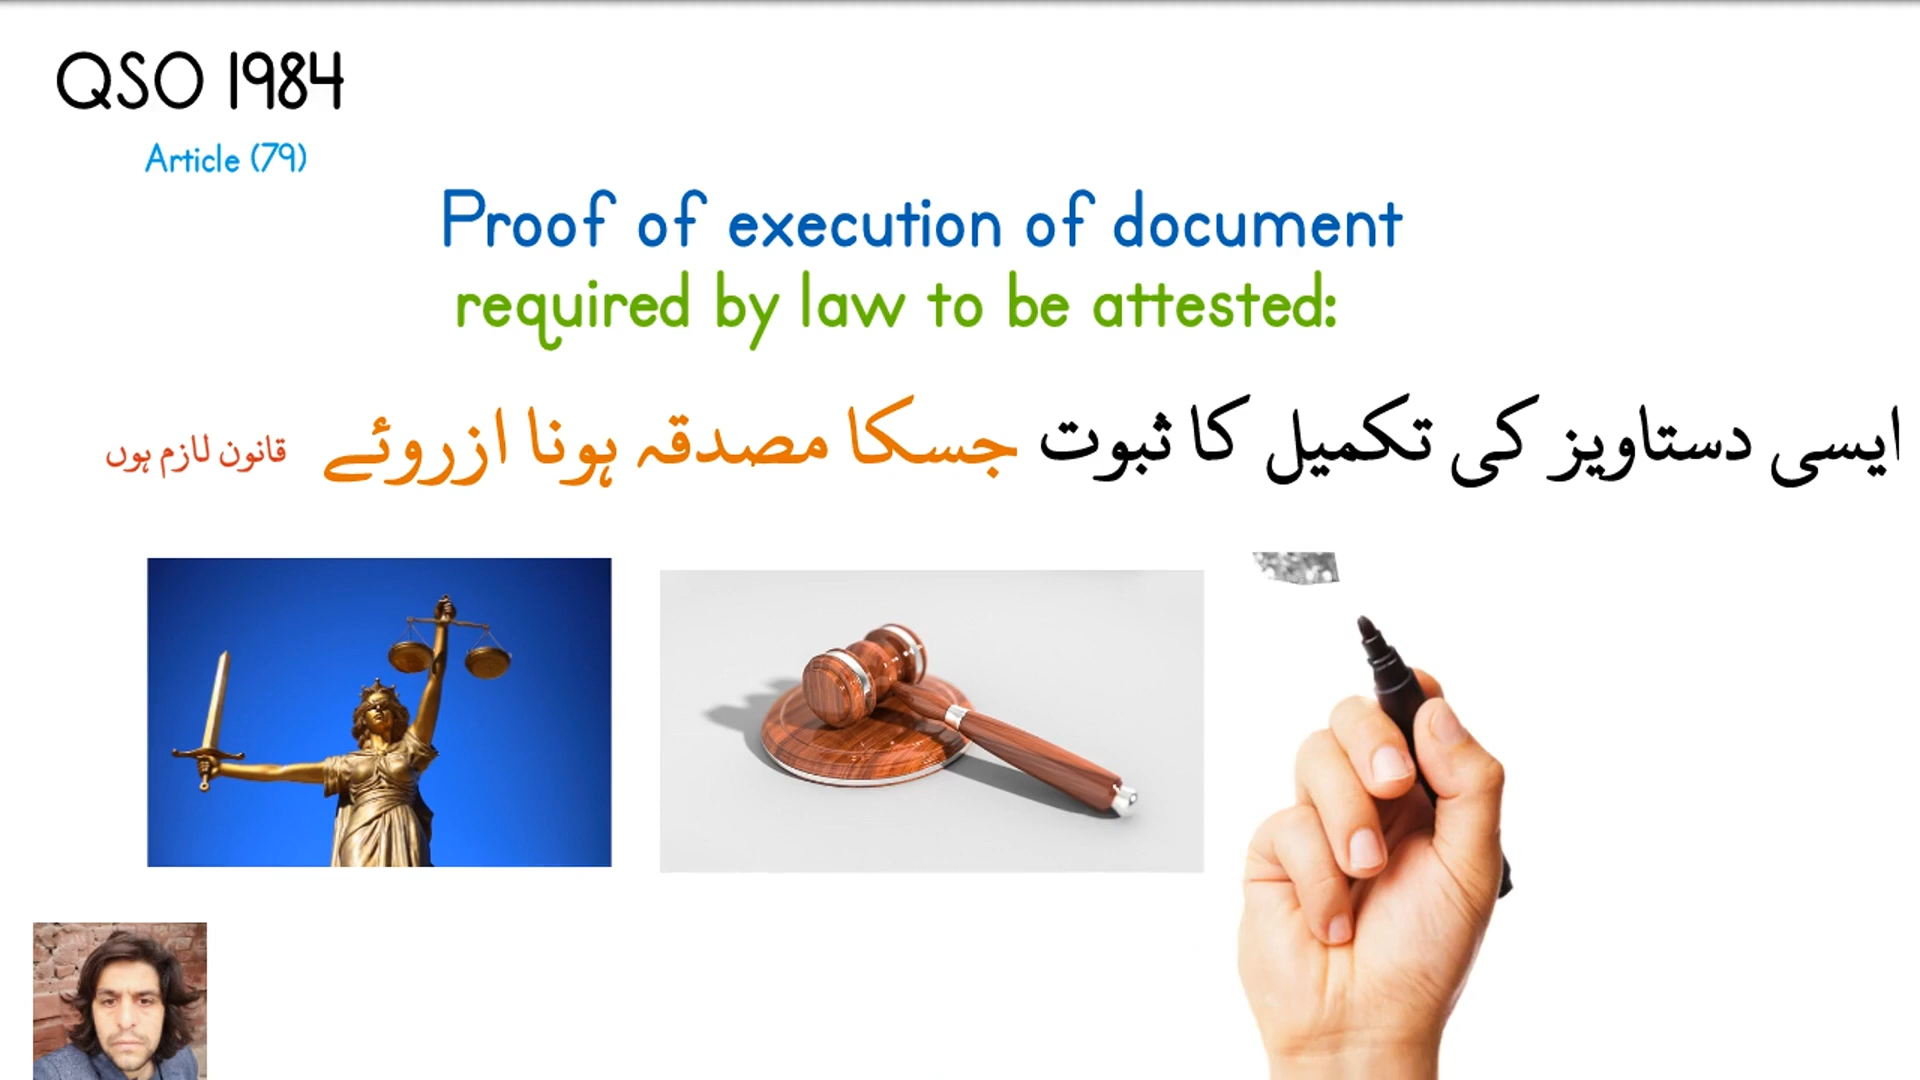 QSO 1984
Article (79)
Proof of execution of document
required by law to be attested:
ایسی دستاویز کی تکمیل کا ثبوت جسکا مصدقہ ہونا ازروئے قانون لازم ہوں